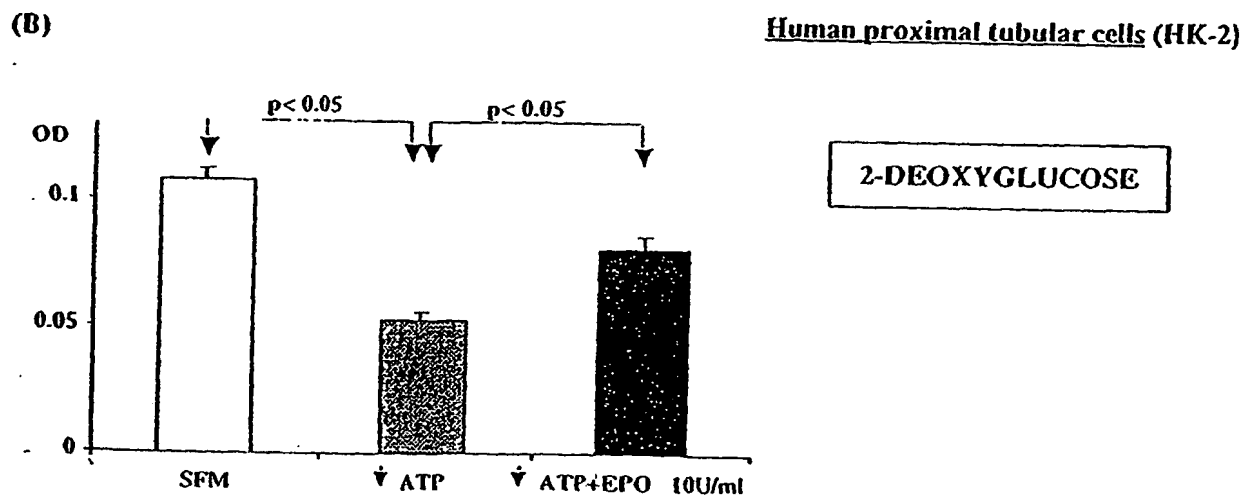 (B)
Human proximal tubular cells (HK-2)
p< 0.05
p< 0.05
OD
2-DEOXYGLUCOSE
0.1
0.05
0
SFM
ATP
ATP+EPO 10U/ml